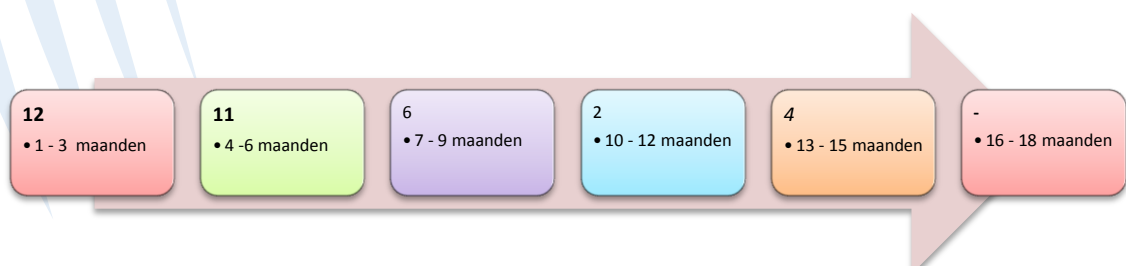 12
• 1 - 3 maanden
11
• 4 -6 maanden
6
• 7 - 9 maanden
2
• 10 - 12 maanden
4
• 13 - 15 maanden
-
• 16 - 18 maanden